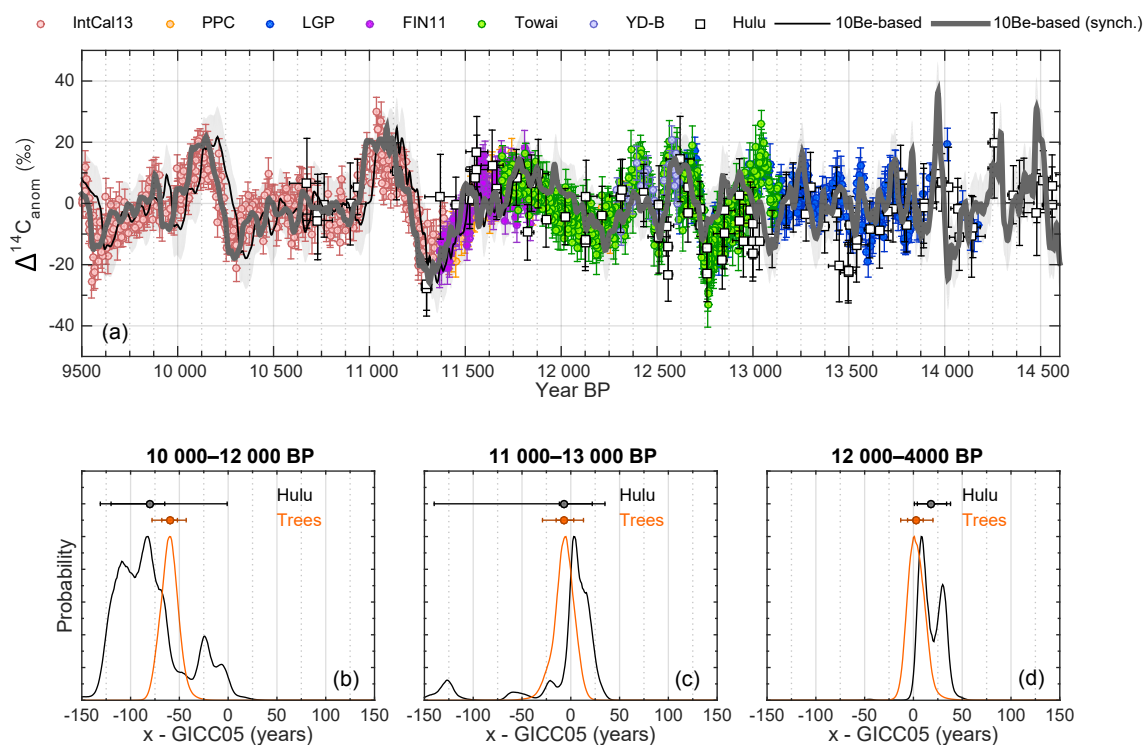 IntCal13 PPC LGP FIN11 Towai YD-B Hulu 10Be-based 10Be-based (synch.)
40
20
0
-20
-40
Δ14Canom (‰)
(a)
9500 10 000 10 500 11 000 11 500 12 000 12 500 13 000 13 500 14 000 14 500
Year BP
10 000–12 000 BP 11 000–13 000 BP 12 000–4000 BP
Hulu Hulu Hulu
Trees Trees Trees
Probability
(b) (c) (d)
-150 -100 -50 0 50 100 150 -100 -50 0 50 100 150 -100 -50 0 50 100 150
x - GICC05 (years) x - GICC05 (years) x - GICC05 (years)